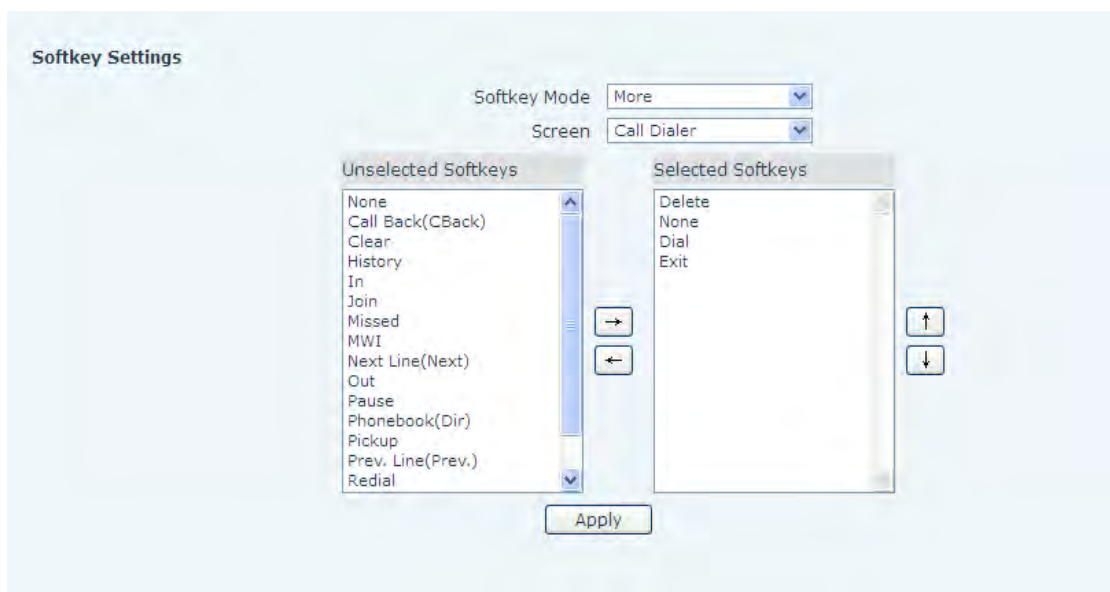 Softkey Settings
Softkey Mode More
Screen Call Dialer
Unselected Softkeys
None
Call Back(CBack)
Clear
History
In
Join
Missed
MWI
Next Line(Next)
Out
Pause
Phonebook(Dir)
Pickup
Prev. Line(Prev.)
Redial
Selected Softkeys
Delete
None
Dial
Exit
Apply